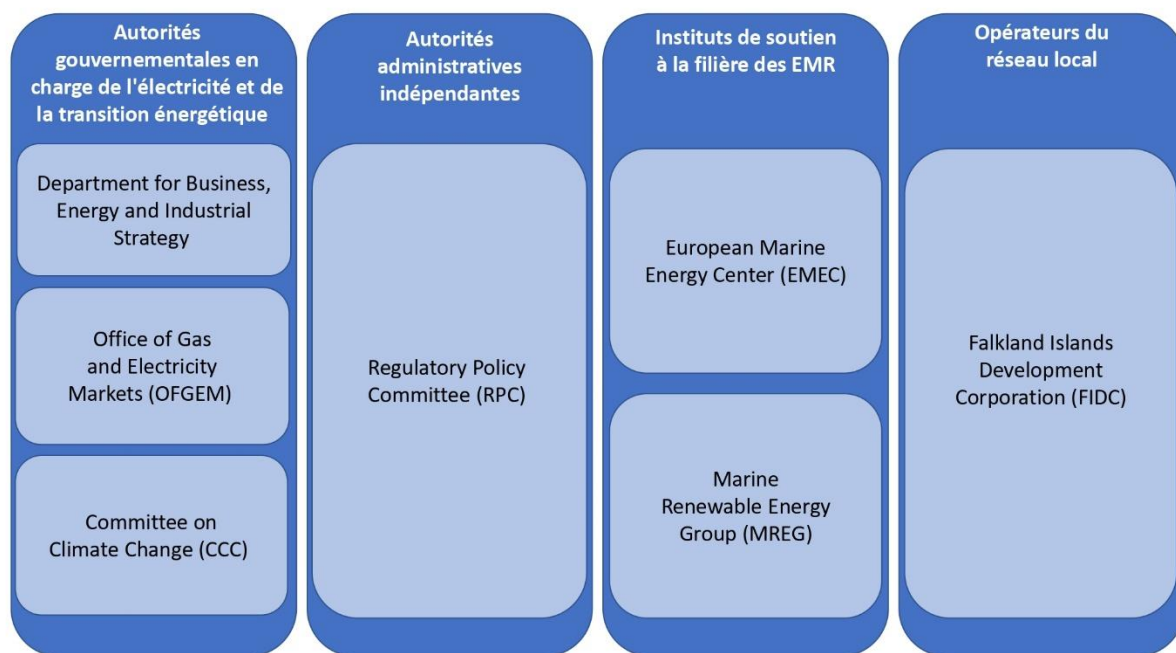 Autorités
gouvernementales en
charge de l'électricité et de
la transition énergétique
Department for Business,
Energy and Industrial
Strategy
Office of Gas
and Electricity
Markets (OFGEM)
Committee on
Climate Change (CCC)
Autorités
administratives
indépendantes
Regulatory Policy
Committee (RPC)
Instituts de soutien
à la filière des EMR
European Marine
Energy Center (EMEC)
Marine
Renewable Energy
Group (MREG)
Opérateurs du
réseau local
Falkland Islands
Development
Corporation (FIDC)